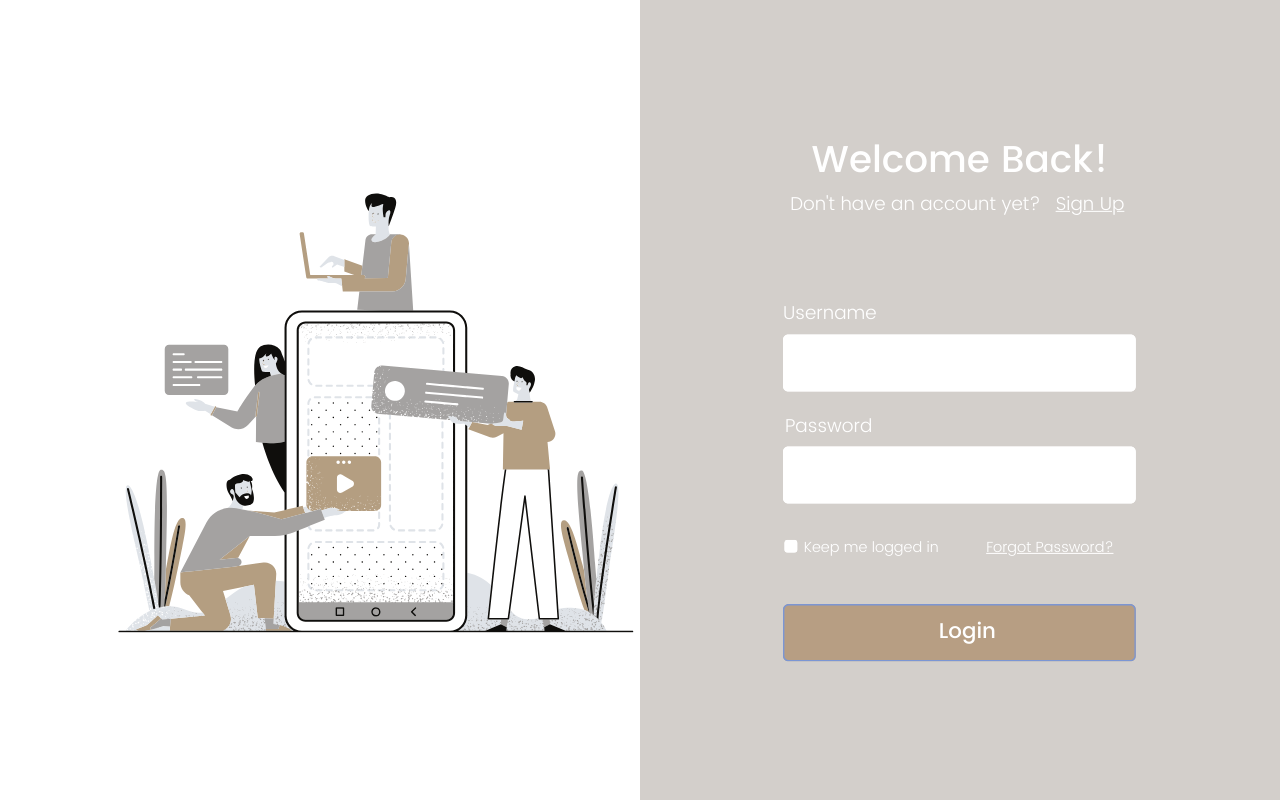 Welcome Back!
Don't have an account yet? Sign Up
Username
Password
Keep me logged in Forgot Password?
Login